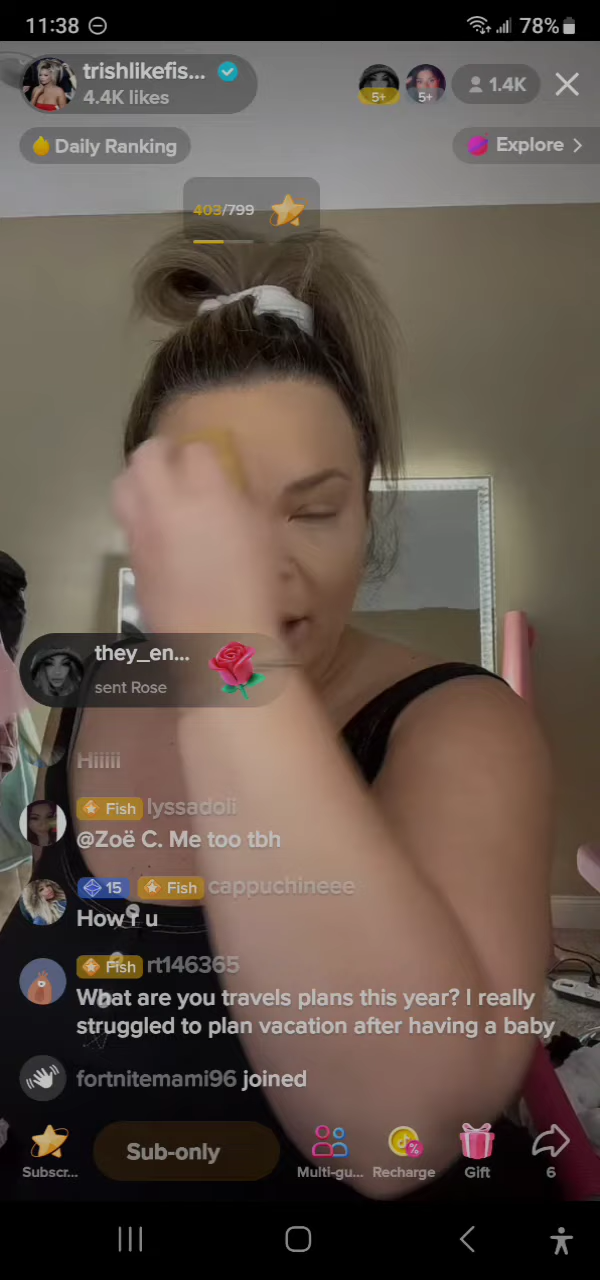 11:38
78%
trishlikefis...
4.4K likes
5+
5+
1.4K
Daily Ranking
Explore >
403/799
they_en...
sent Rose
Hiiiii
Fish lyssadoli
@Zoë C. Me too tbh
15 Fish cappuchineee
How r u
Fish rt146365
What are you travels plans this year? I really
struggled to plan vacation after having a baby
fortnitemami96 joined
Sub-only
Subscr...
Multi-gu...
Recharge
Gift
6